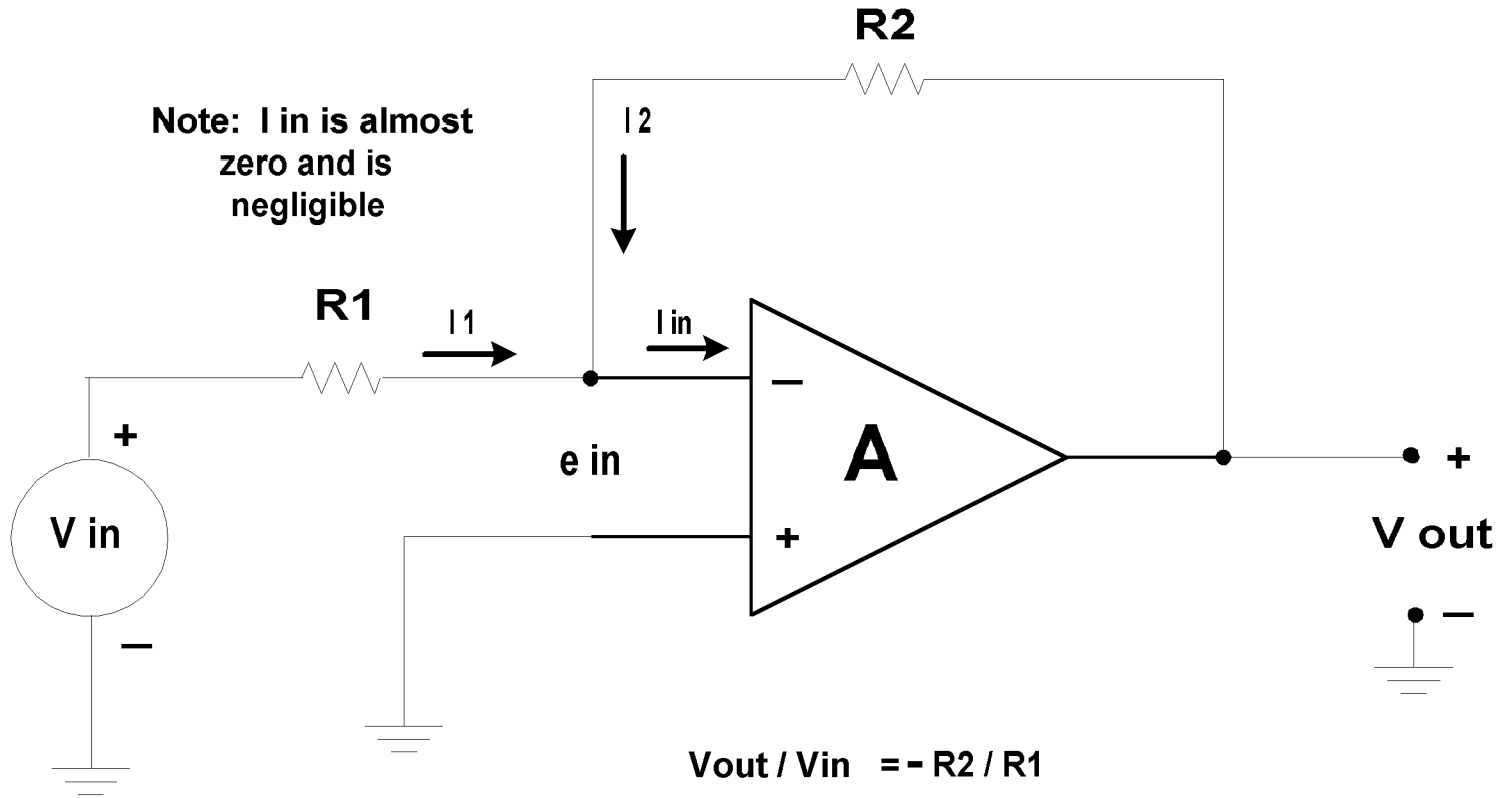 R2
Note: I in is almost
zero and is
negligible
I 2
R1
I 1
I in
−
+
e in
A
+
V in
+
−
V out
−
Vout / Vin = - R2 / R1